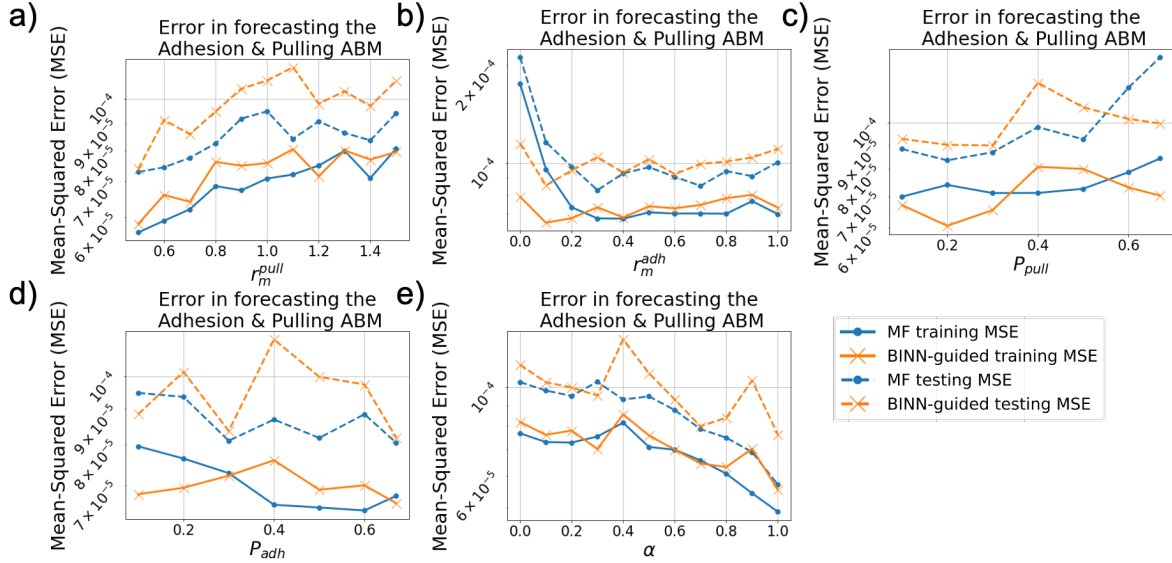 a)
Error in forecasting the
Adhesion & Pulling ABM
Mean-Squared Error (MSE)
10⁻⁴
9 × 10⁻⁵
8 × 10⁻⁵
7 × 10⁻⁵
6 × 10⁻⁵
0.6 0.8 1.0 1.2 1.4
r_m^pull
b)
Error in forecasting the
Adhesion & Pulling ABM
Mean-Squared Error (MSE)
2 × 10⁻⁴
10⁻⁴
0.0 0.2 0.4 0.6 0.8 1.0
r_m^adh
c)
Error in forecasting the
Adhesion & Pulling ABM
Mean-Squared Error (MSE)
10⁻⁴
9 × 10⁻⁵
8 × 10⁻⁵
7 × 10⁻⁵
6 × 10⁻⁵
0.2 0.4 0.6
P_pull
d)
Error in forecasting the
Adhesion & Pulling ABM
Mean-Squared Error (MSE)
10⁻⁴
9 × 10⁻⁵
8 × 10⁻⁵
7 × 10⁻⁵
0.2 0.4 0.6
P_adh
e)
Error in forecasting the
Adhesion & Pulling ABM
Mean-Squared Error (MSE)
10⁻⁴
6 × 10⁻⁵
0.0 0.2 0.4 0.6 0.8 1.0
α
MF training MSE
BINN-guided training MSE
MF testing MSE
BINN-guided testing MSE